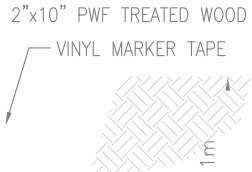 2”x10” PWF TREATED WOOD
VINYL MARKER TAPE
1m